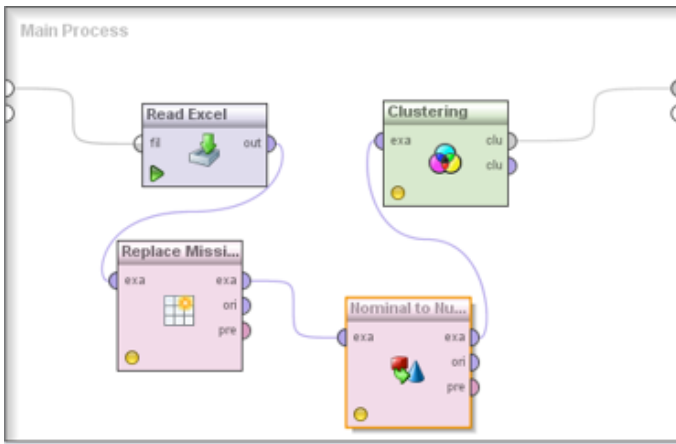 Main Process
Read Excel
fil out
Clustering
exa clu
clu
Replace Missi...
exa exa
ori
pre
Nominal to Nu...
exa exa
ori
pre